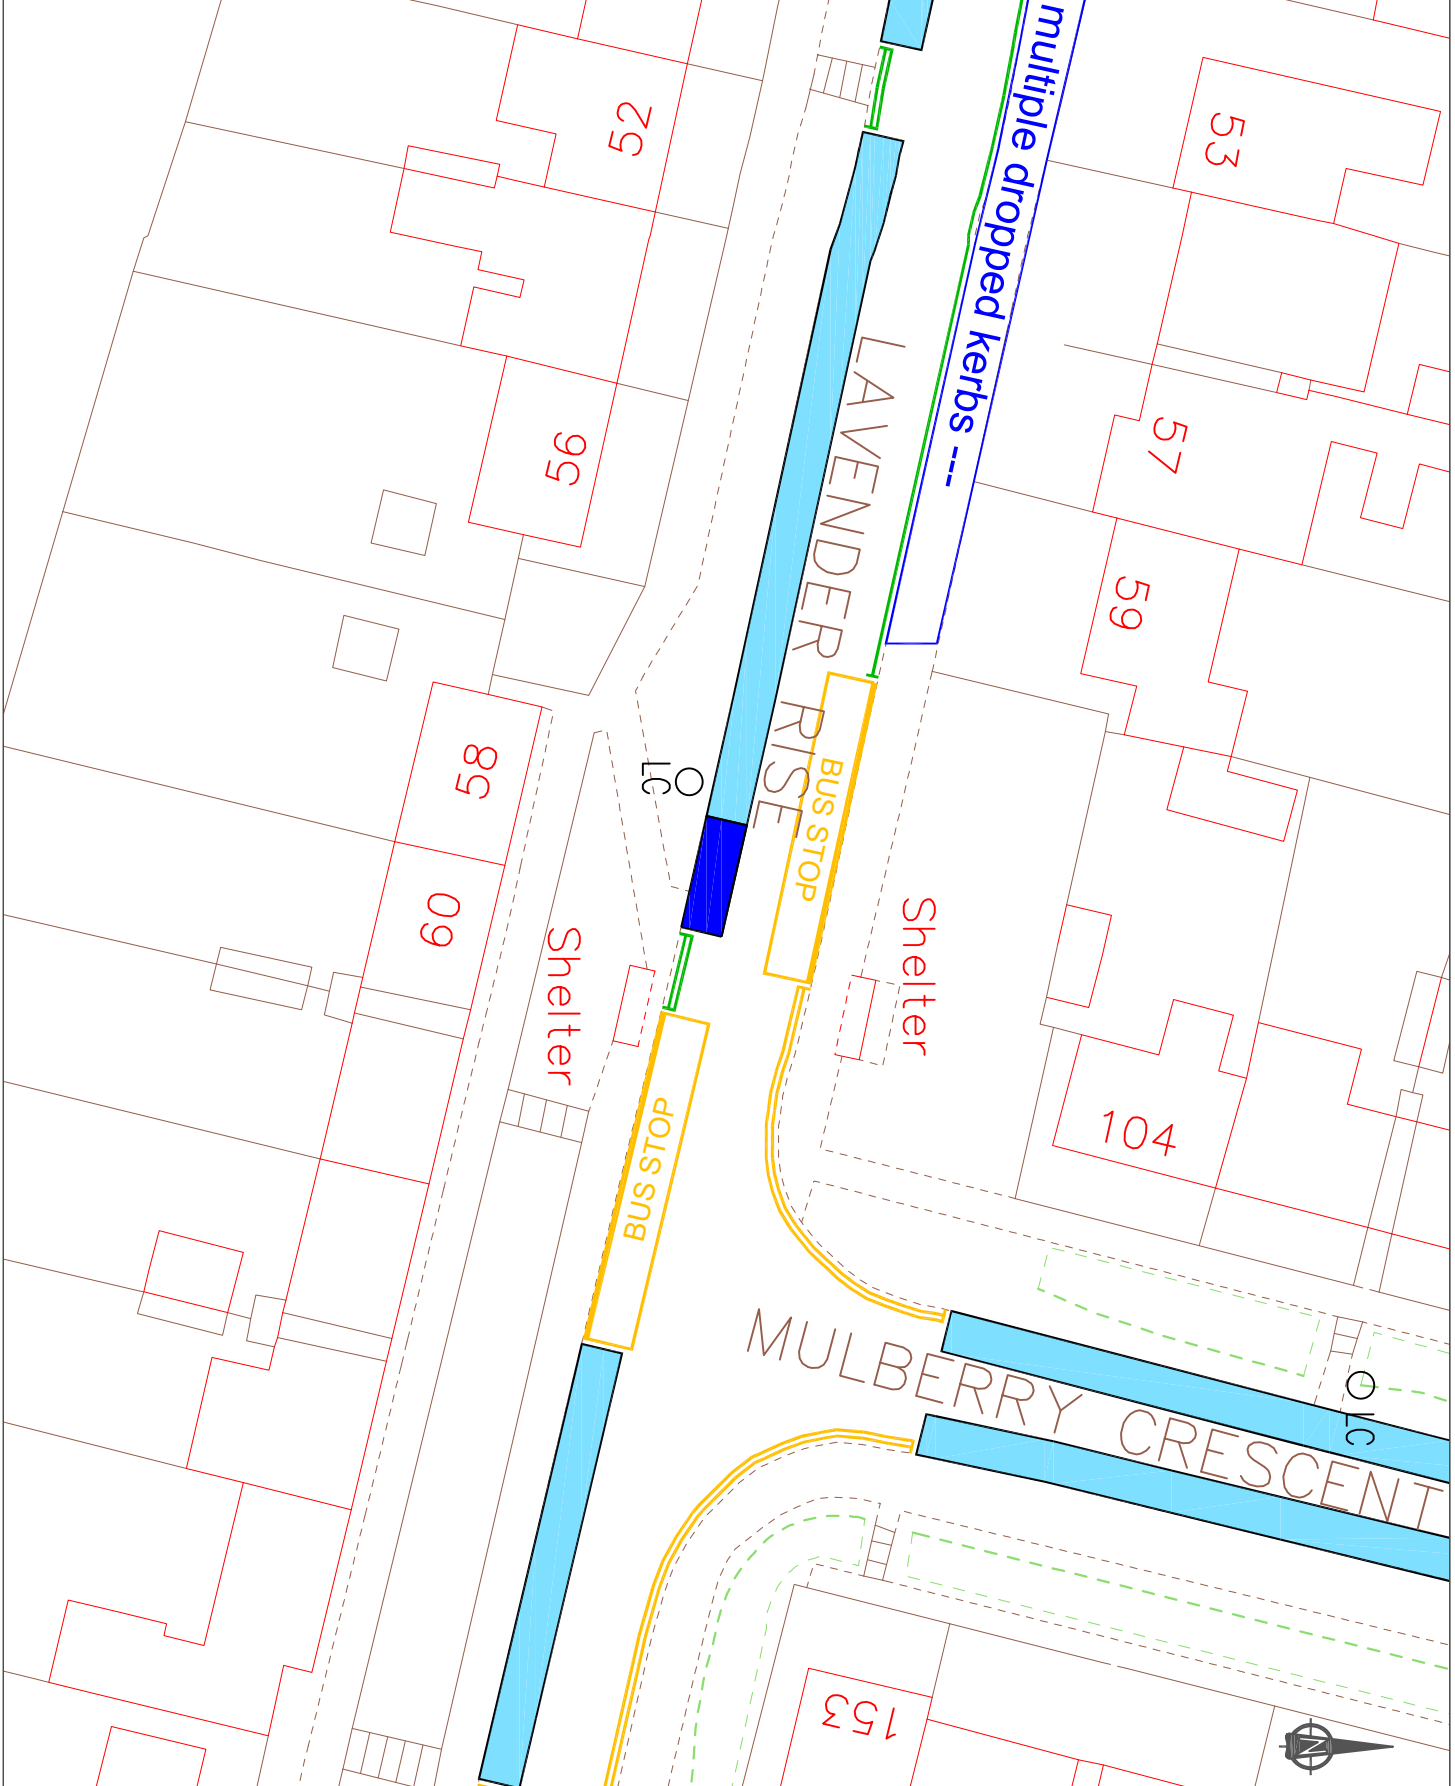 multiple dropped kerbs ---
52
53
LAVENDER RISE
56
57
59
58
LC
BUS STOP
60
Shelter
Shelter
104
BUS STOP
MULBERRY CRESCENT
LC
153
N